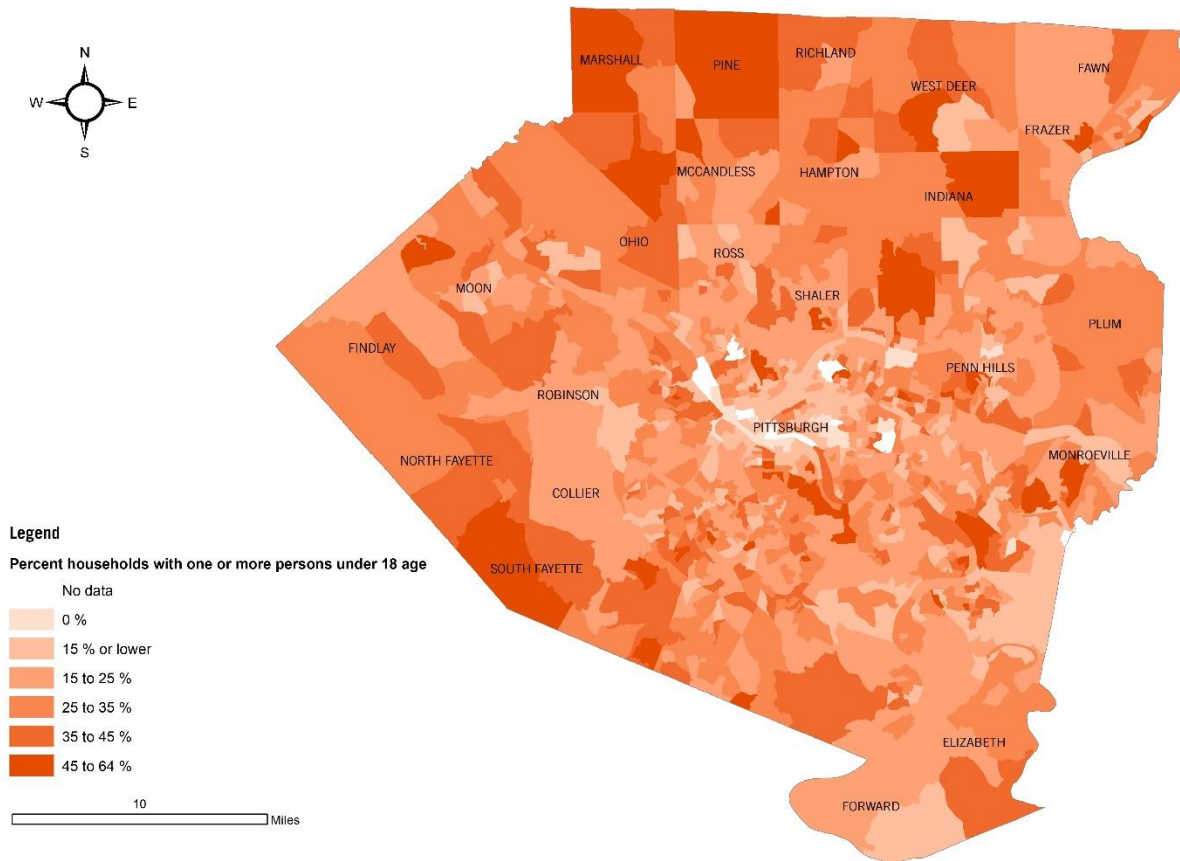 N
W E
S
MARSHALL
PINE
RICHLAND
WEST DEER
FAWN
FRAZER
MCCANDLESS
HAMPTON
INDIANA
OHIO
ROSS
MOON
SHALER
PLUM
FINDLAY
PENN HILLS
ROBINSON
PITTSBURGH
NORTH FAYETTE
MONROEVILLE
COLLIER
SOUTH FAYETTE
ELIZABETH
FORWARD
Legend
Percent households with one or more persons under 18 age
No data
0 %
15 % or lower
15 to 25 %
25 to 35 %
35 to 45 %
45 to 64 %
10
Miles